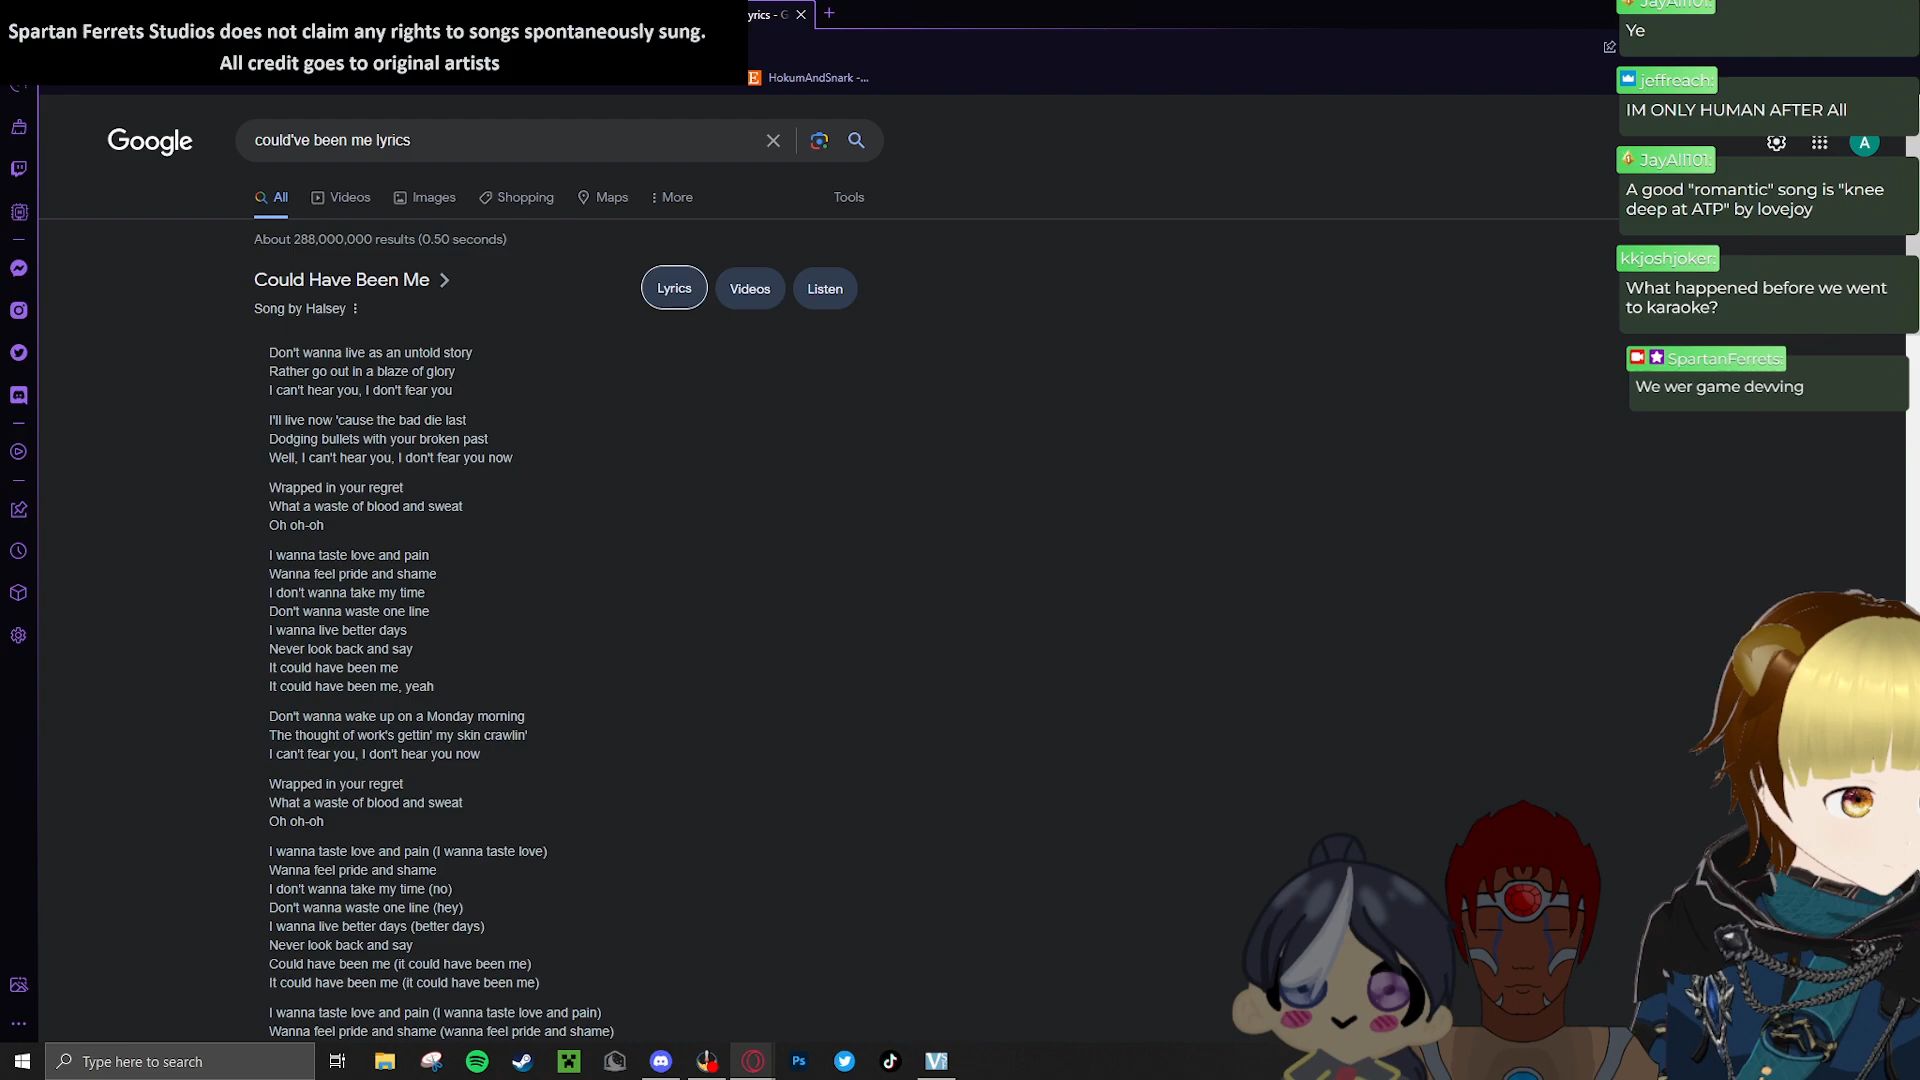 Spartan Ferrets Studios does not claim any rights to songs spontaneously sung.
All credit goes to original artists
yrics - G
HokumAndSnark -...
Google
could've been me lyrics
All
Videos
Images
Shopping
Maps
More
Tools
A
About 288,000,000 results (0.50 seconds)
Could Have Been Me
Song by Halsey
Lyrics
Videos
Listen
Don't wanna live as an untold story
Rather go out in a blaze of glory
I can't hear you, I don't fear you
I'll live now 'cause the bad die last
Dodging bullets with your broken past
Well, I can't hear you, I don't fear you now
Wrapped in your regret
What a waste of blood and sweat
Oh oh-oh
I wanna taste love and pain
Wanna feel pride and shame
I don't wanna take my time
Don't wanna waste one line
I wanna live better days
Never look back and say
It could have been me
It could have been me, yeah
Don't wanna wake up on a Monday morning
The thought of work's gettin' my skin crawlin'
I can't fear you, I don't hear you now
Wrapped in your regret
What a waste of blood and sweat
Oh oh-oh
I wanna taste love and pain (I wanna taste love)
Wanna feel pride and shame
I don't wanna take my time (no)
Don't wanna waste one line (hey)
I wanna live better days (better days)
Never look back and say
Could have been me (it could have been me)
It could have been me (it could have been me)
I wanna taste love and pain (I wanna taste love and pain)
Wanna feel pride and shame (wanna feel pride and shame)
JayAll101:
Ye
jeffreach:
IM ONLY HUMAN AFTER All
JayAll101:
A good "romantic" song is "knee
deep at ATP" by lovejoy
kkjoshjoker:
What happened before we went
to karaoke?
SpartanFerrets:
We wer game devving
Type here to search
Ps